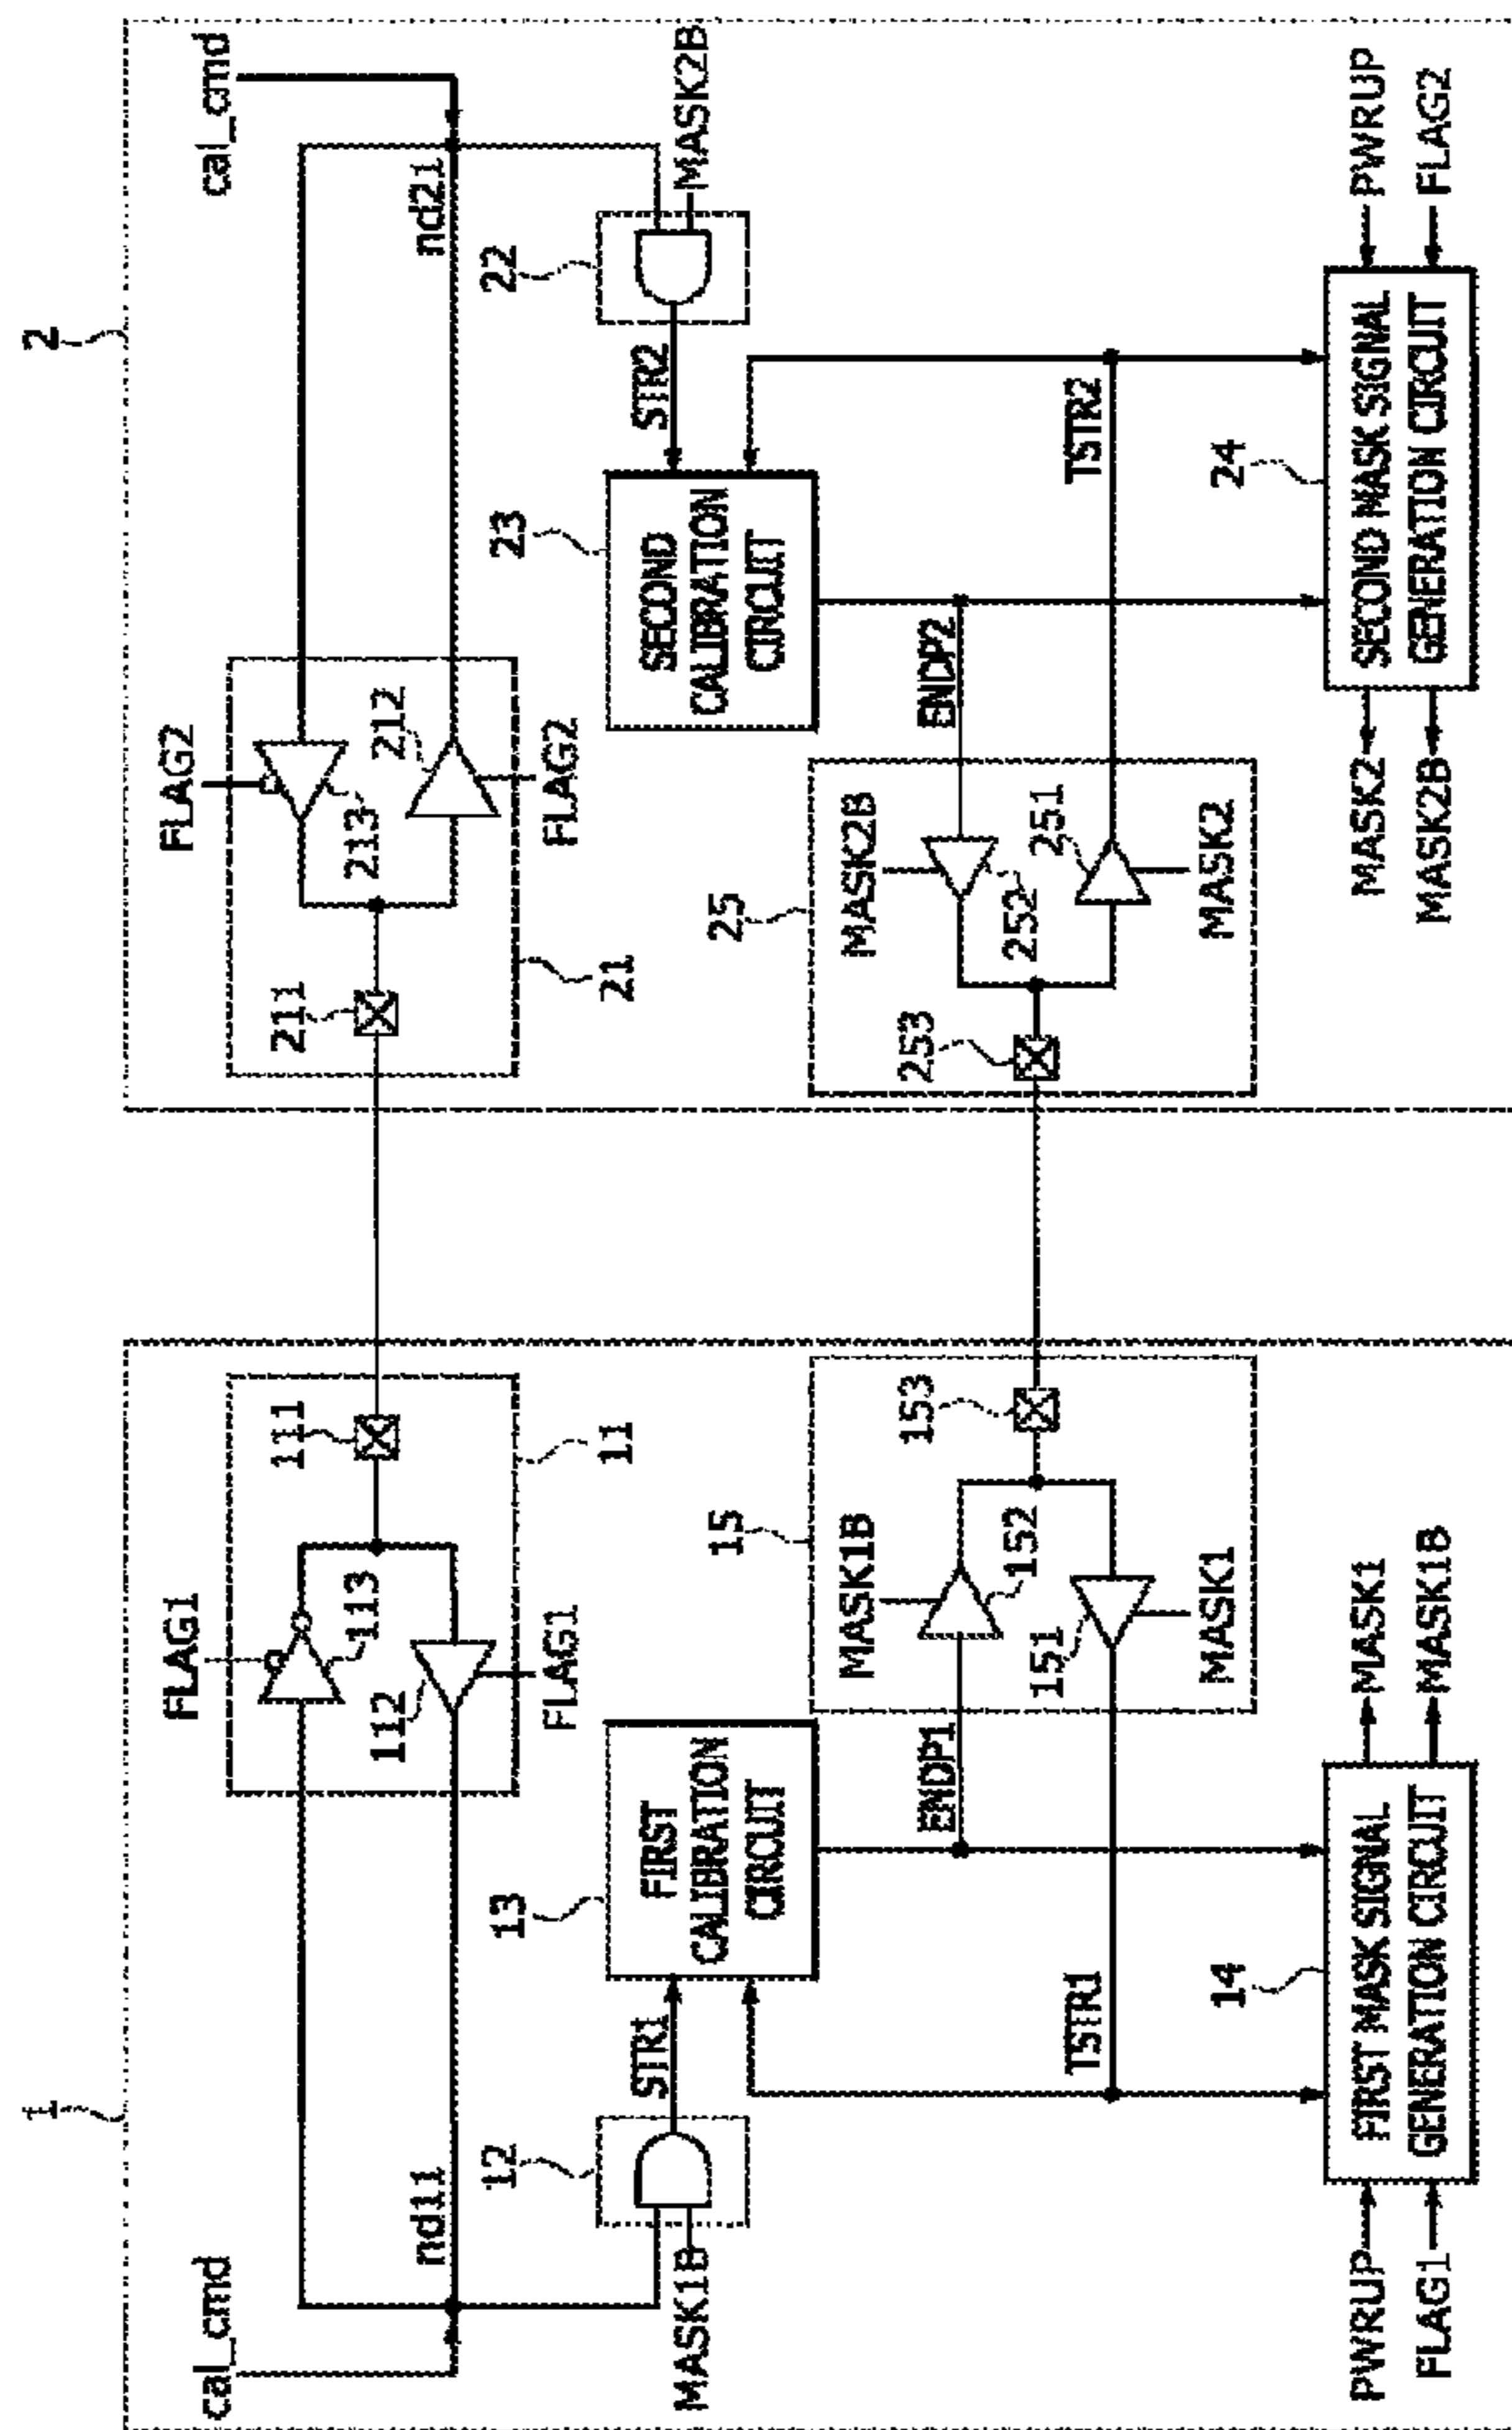 1
cal_cmd
nd11
FLAG1
113
112
FLAG1
111
11
12
MASK1B
STR1
13
FIRST
CALIBRATION
CIRCUIT
ENDP1
TSTR1
15
MASK1B
152
151
MASK1
153
PWRUP
FLAG1
14
FIRST MASK SIGNAL
GENERATION CIRCUIT
MASK1
MASK1B
2
cal_cmd
nd21
FLAG2
213
212
FLAG2
211
21
22
MASK2B
STR2
23
SECOND
CALIBRATION
CIRCUIT
ENDP2
TSTR2
25
MASK2B
252
251
MASK2
253
MASK2
MASK2B
24
SECOND MASK SIGNAL
GENERATION CIRCUIT
PWRUP
FLAG2